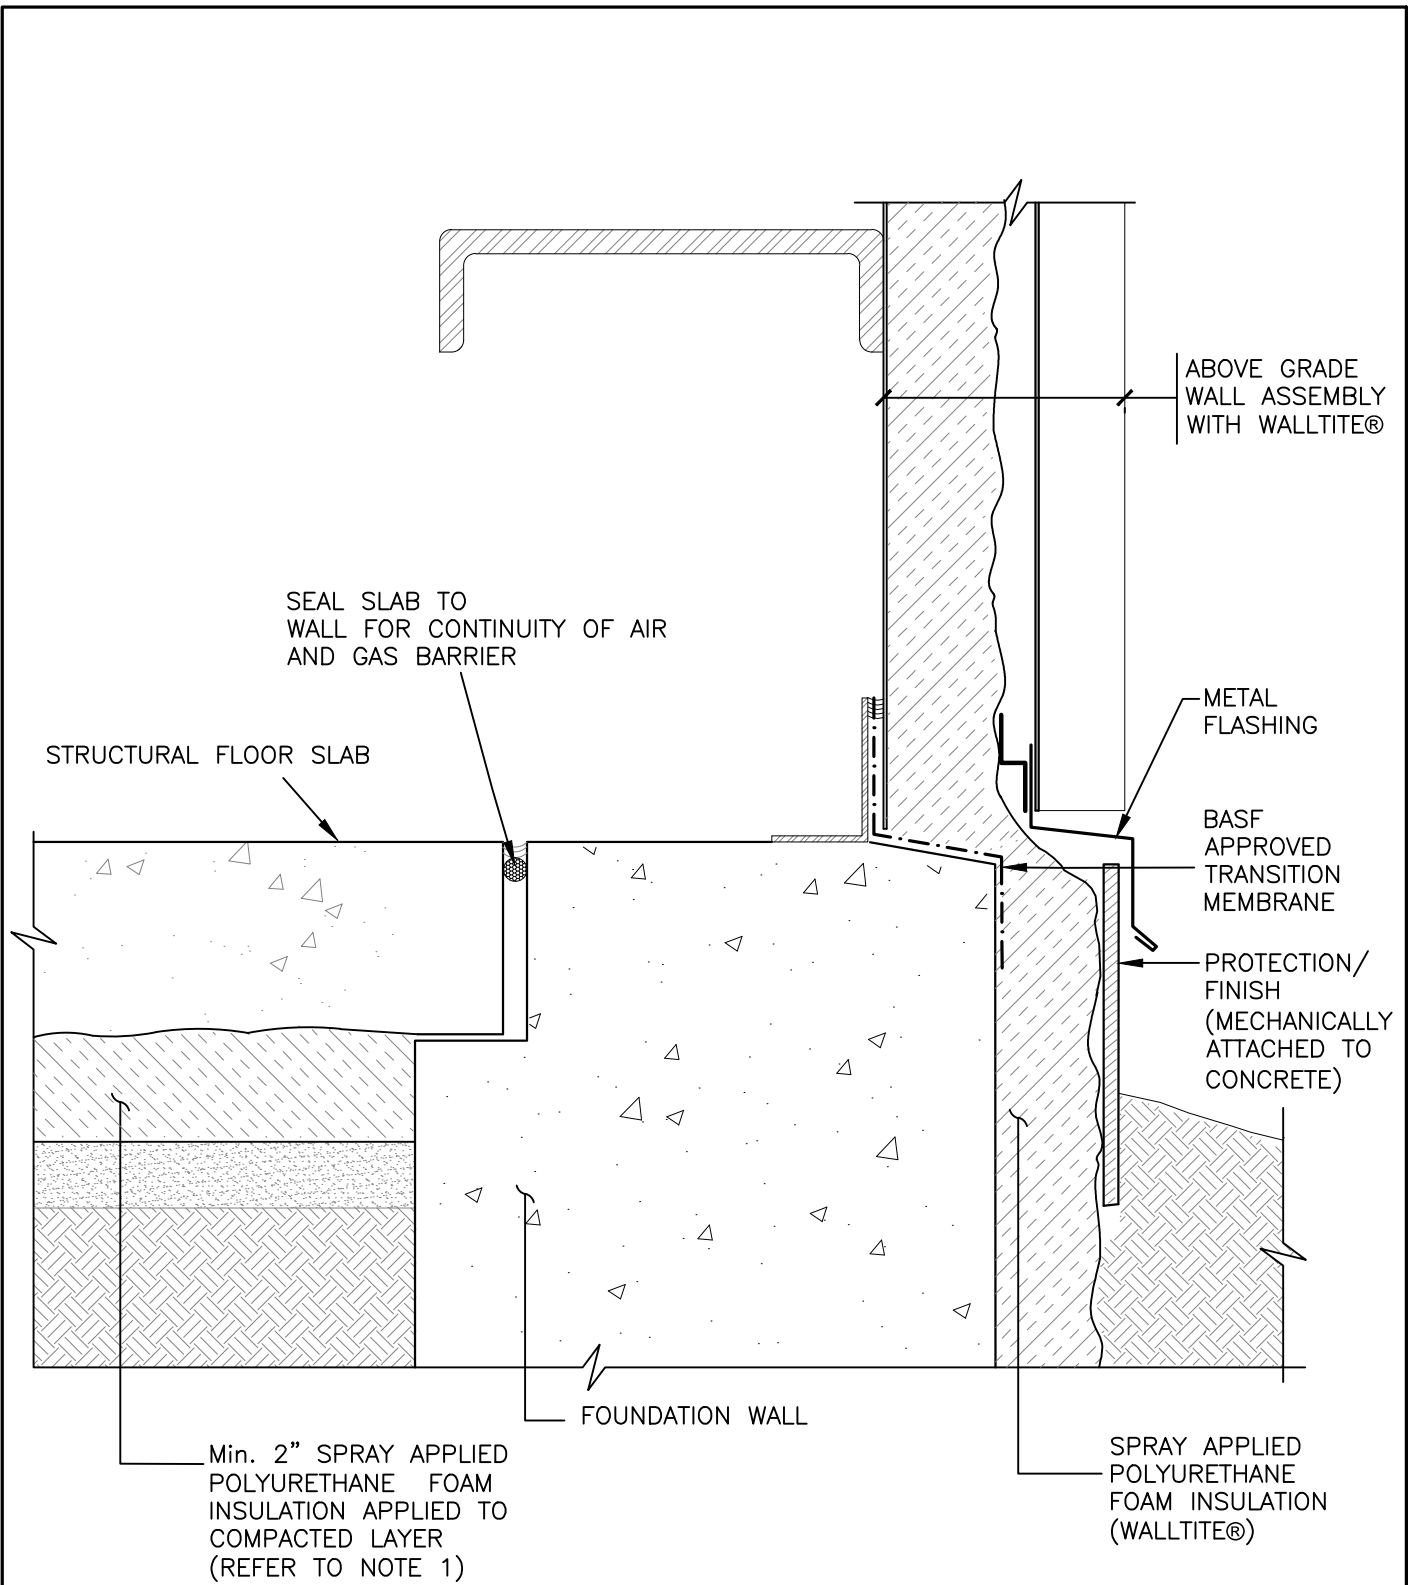 ABOVE GRADE
WALL ASSEMBLY
WITH WALLTITE®
SEAL SLAB TO
WALL FOR CONTINUITY OF AIR
AND GAS BARRIER
METAL
FLASHING
STRUCTURAL FLOOR SLAB
BASF
APPROVED
TRANSITION
MEMBRANE
PROTECTION/
FINISH
(MECHANICALLY
ATTACHED TO
CONCRETE)
FOUNDATION WALL
Min. 2” SPRAY APPLIED
POLYURETHANE FOAM
INSULATION APPLIED TO
COMPACTED LAYER
(REFER TO NOTE 1)
SPRAY APPLIED
POLYURETHANE
FOAM INSULATION
(WALLTITE®)